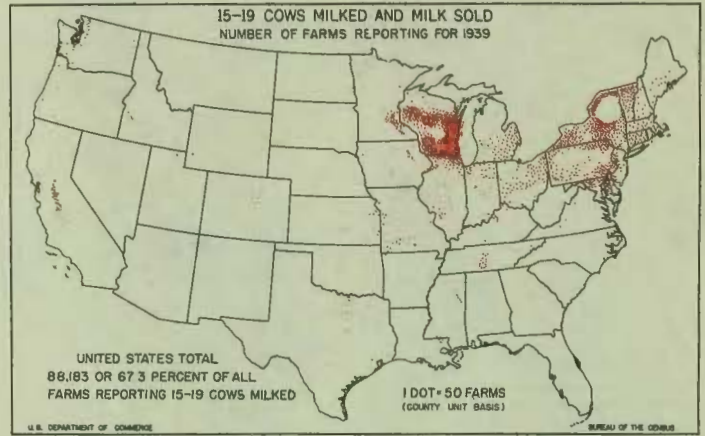 15-19 COWS MILKED AND MILK SOLD
NUMBER OF FARMS REPORTING FOR 1939
UNITED STATES TOTAL
88,183 OR 67.3 PERCENT OF ALL
FARMS REPORTING 15-19 COWS MILKED
1 DOT = 50 FARMS
(COUNTY UNIT BASIS)
U. S. DEPARTMENT OF COMMERCE
BUREAU OF THE CENSUS